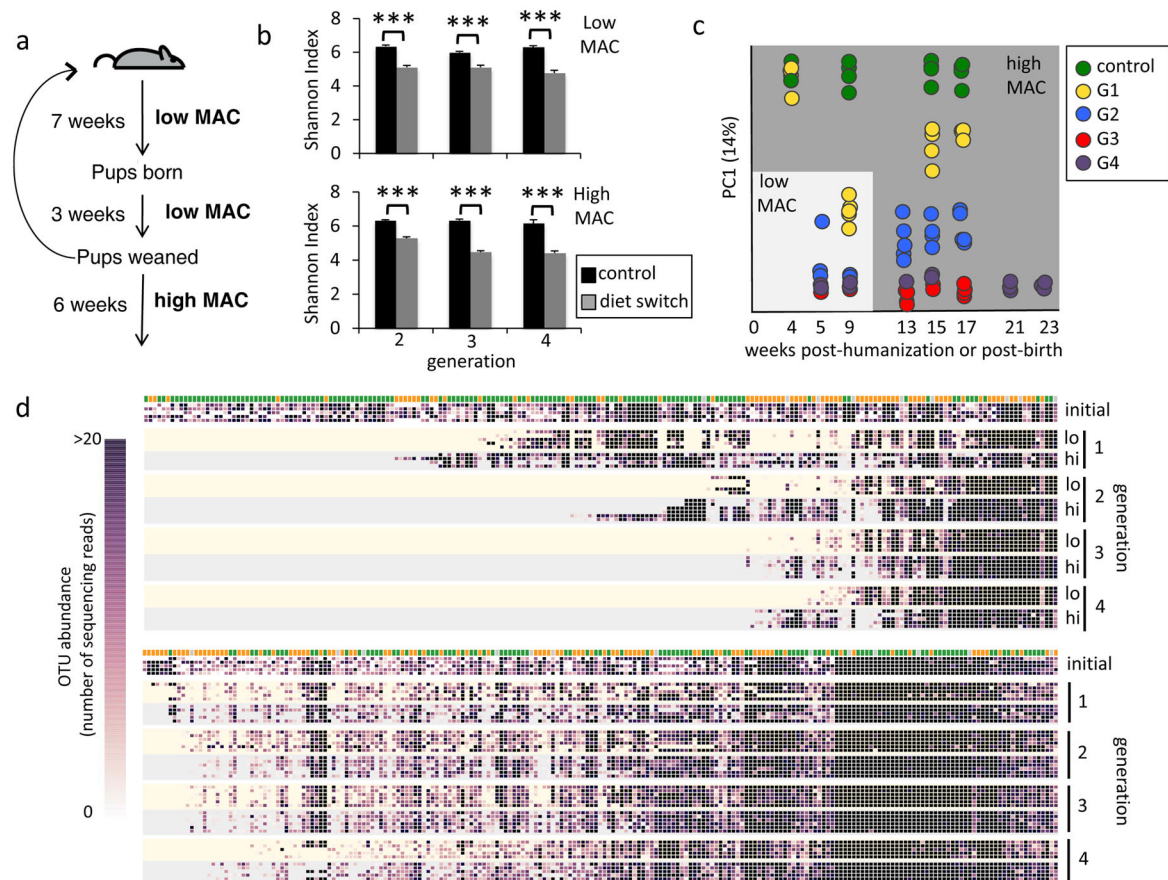 a
7 weeks
low MAC
Pups born
3 weeks
low MAC
Pups weaned
6 weeks
high MAC
b
Shannon Index
8
6
4
2
0
***
***
***
Low
MAC
Shannon Index
8
6
4
2
0
***
***
***
High
MAC
control
diet switch
2 3 4
generation
c
PC1 (14%)
high
MAC
low
MAC
0 4 5 9 13 15 17 21 23
weeks post-humanization or post-birth
control
G1
G2
G3
G4
d
>20
OTU abundance
(number of sequencing reads)
0
initial
lo
hi
1
lo
hi
2
lo
hi
3
lo
hi
4
generation
initial
1
2
3
4
generation